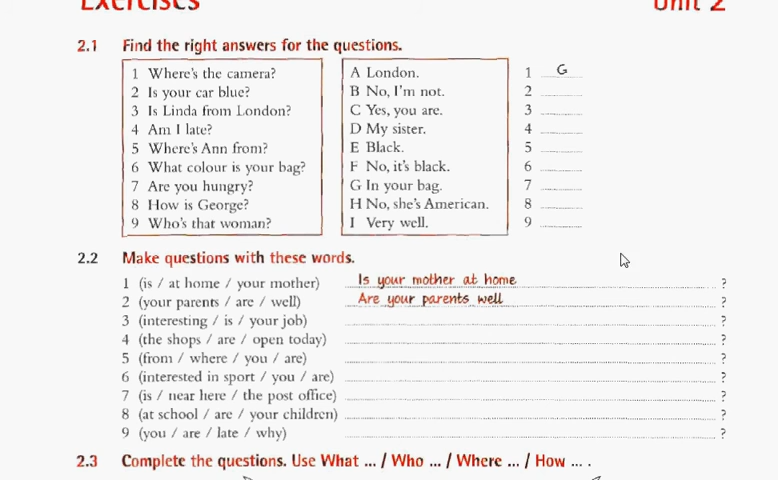 Exercises Unit 2
2.1 Find the right answers for the questions.
1 Where's the camera? A London. 1 G
2 Is your car blue? B No, I'm not. 2
3 Is Linda from London? C Yes, you are. 3
4 Am I late? D My sister. 4
5 Where's Ann from? E Black. 5
6 What colour is your bag? F No, it's black. 6
7 Are you hungry? G In your bag. 7
8 How is George? H No, she's American. 8
9 Who's that woman? I Very well. 9
2.2 Make questions with these words.
1 (is / at home / your mother) Is your mother at home ?
2 (your parents / are / well) Are your parents well ?
3 (interesting / is / your job) ?
4 (the shops / are / open today) ?
5 (from / where / you / are) ?
6 (interested in sport / you / are) ?
7 (is / near here / the post office) ?
8 (at school / are / your children) ?
9 (you / are / late / why) ?
2.3 Complete the questions. Use What ... / Who ... / Where ... / How ... .